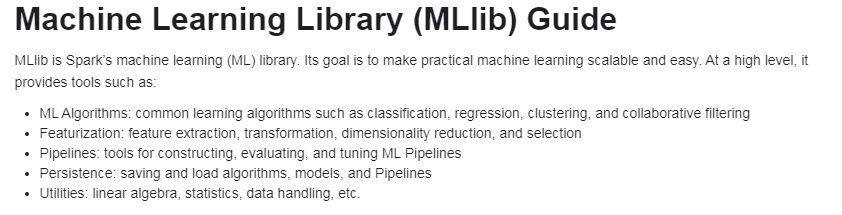 Machine Learning Library (MLlib) Guide
MLlib is Spark's machine learning (ML) library. Its goal is to make practical machine learning scalable and easy. At a high level, it
provides tools such as:
• ML Algorithms: common learning algorithms such as classification, regression, clustering, and collaborative filtering
• Featurization: feature extraction, transformation, dimensionality reduction, and selection
• Pipelines: tools for constructing, evaluating, and tuning ML Pipelines
• Persistence: saving and load algorithms, models, and Pipelines
• Utilities: linear algebra, statistics, data handling, etc.